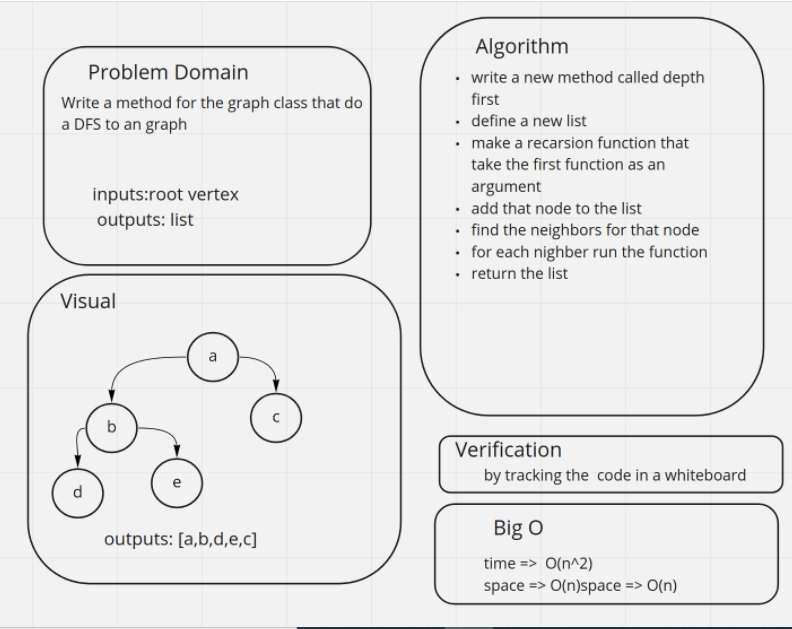 Problem Domain
Write a method for the graph class that do
a DFS to an graph
inputs:root vertex
outputs: list
Visual
a
b
c
d
e
outputs: [a,b,d,e,c]
Algorithm
• write a new method called depth
first
• define a new list
• make a recarsion function that
take the first function as an
argument
• add that node to the list
• find the neighbors for that node
• for each nighber run the function
• return the list
Verification
by tracking the code in a whiteboard
Big O
time => O(n^2)
space => O(n)space => O(n)